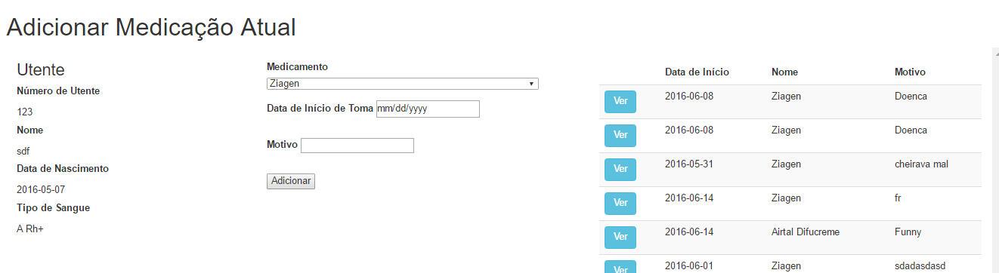 Adicionar Medicação Atual
Utente
Número de Utente
123
Nome
sdf
Data de Nascimento
2016-05-07
Tipo de Sangue
A Rh+
Medicamento
Ziagen
Data de Início de Toma mm/dd/yyyy
Motivo
Adicionar
Data de Início Nome Motivo
Ver 2016-06-08 Ziagen Doenca
Ver 2016-06-08 Ziagen Doenca
Ver 2016-05-31 Ziagen cheirava mal
Ver 2016-06-14 Ziagen fr
Ver 2016-06-14 Airtal Difucreme Funny
Ver 2016-06-01 Ziagen sdadasdasd